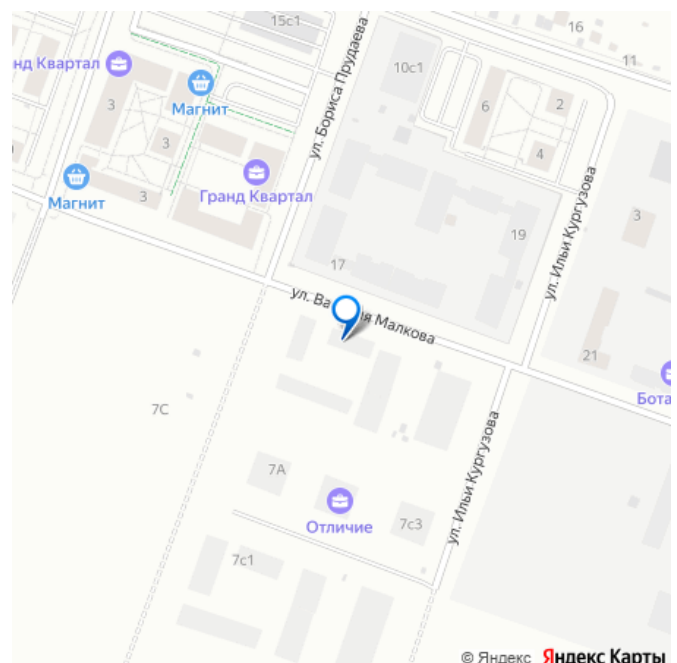 15с1
16
нд Квартал
10с1
11
3
Магнит
ул. Бориса Прудаева
6
2
3
4
Магнит
3
Гранд Квартал
19
3
17
ул. Ильи Кургузова
ул. Ва
я Малкова
21
Бота
7С
ул. Ильи Кургузова
7А
Отличие
7с3
7с1
© Яндекс Яндекс Карты